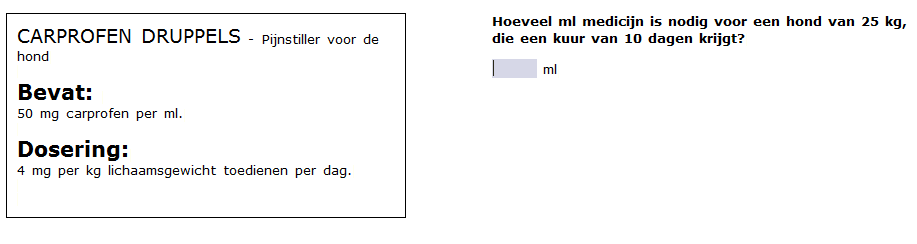 CARPROFEN DRUPPELS - Pijnstiller voor de
hond
Bevat:
50 mg carprofen per ml.
Dosering:
4 mg per kg lichaamsgewicht toedienen per dag.
Hoeveel ml medicijn is nodig voor een hond van 25 kg,
die een kuur van 10 dagen krijgt?
ml